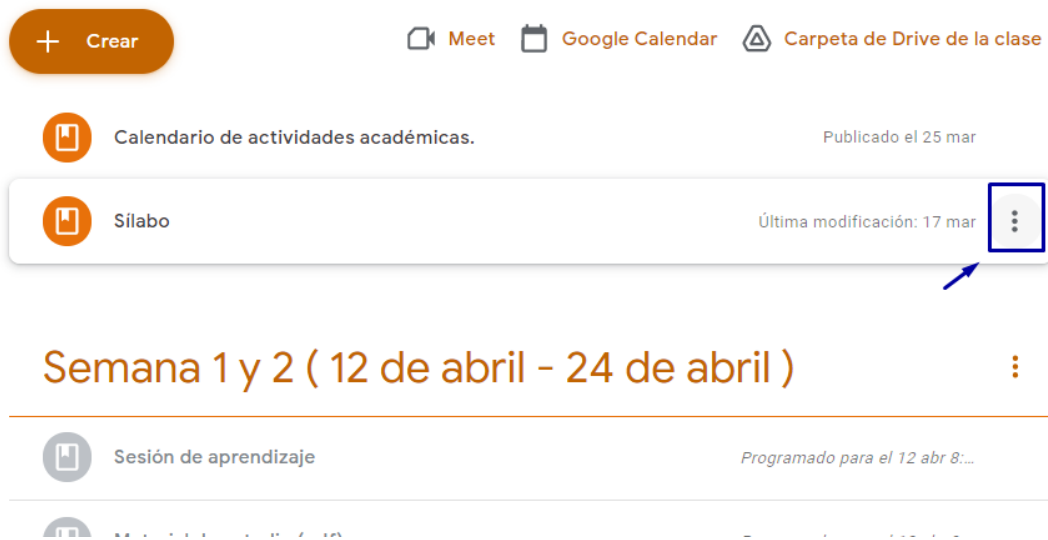 Crear
Meet
Google Calendar
Carpeta de Drive de la clase
Calendario de actividades académicas.
Publicado el 25 mar
Sílabo
Última modificación: 17 mar
Semana 1 y 2 ( 12 de abril - 24 de abril )
Sesión de aprendizaje
Programado para el 12 abr 8:...